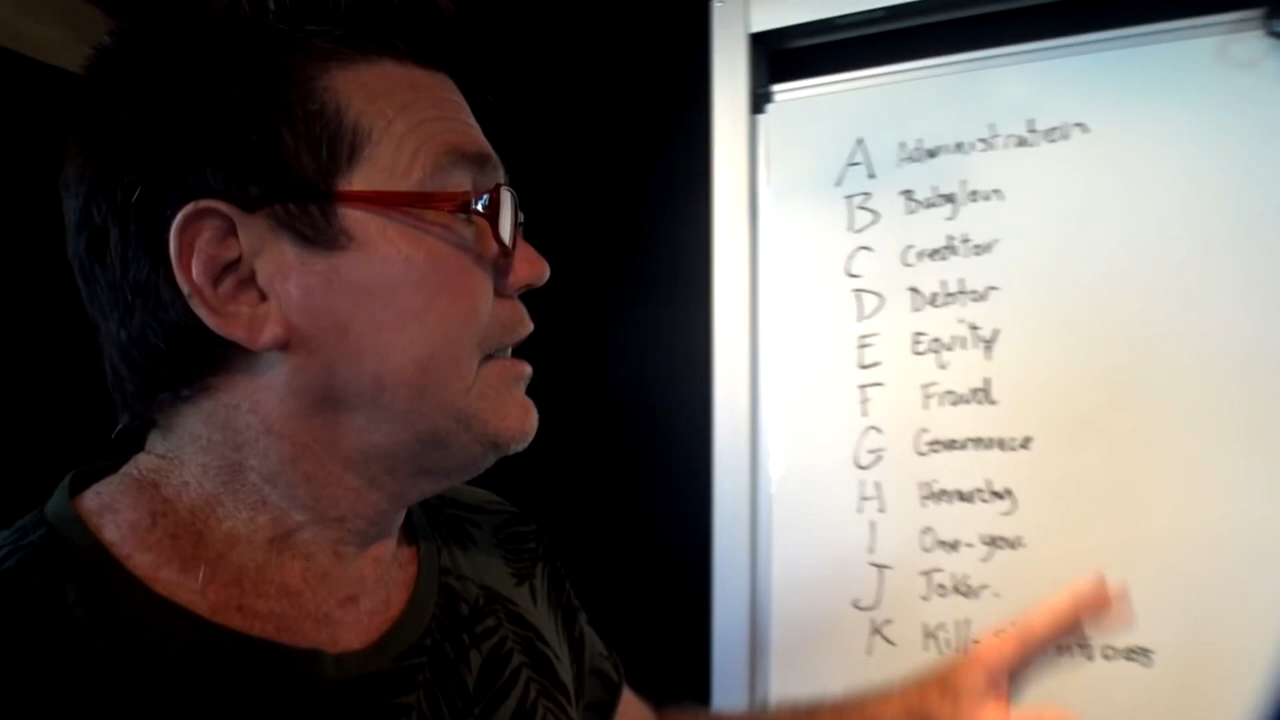 A Administration
B Babylon
C Creditor
D Debtor
E Equity
F Fraud
G Governance
H Hierarchy
I One-you.
J Joker.
K Kill-